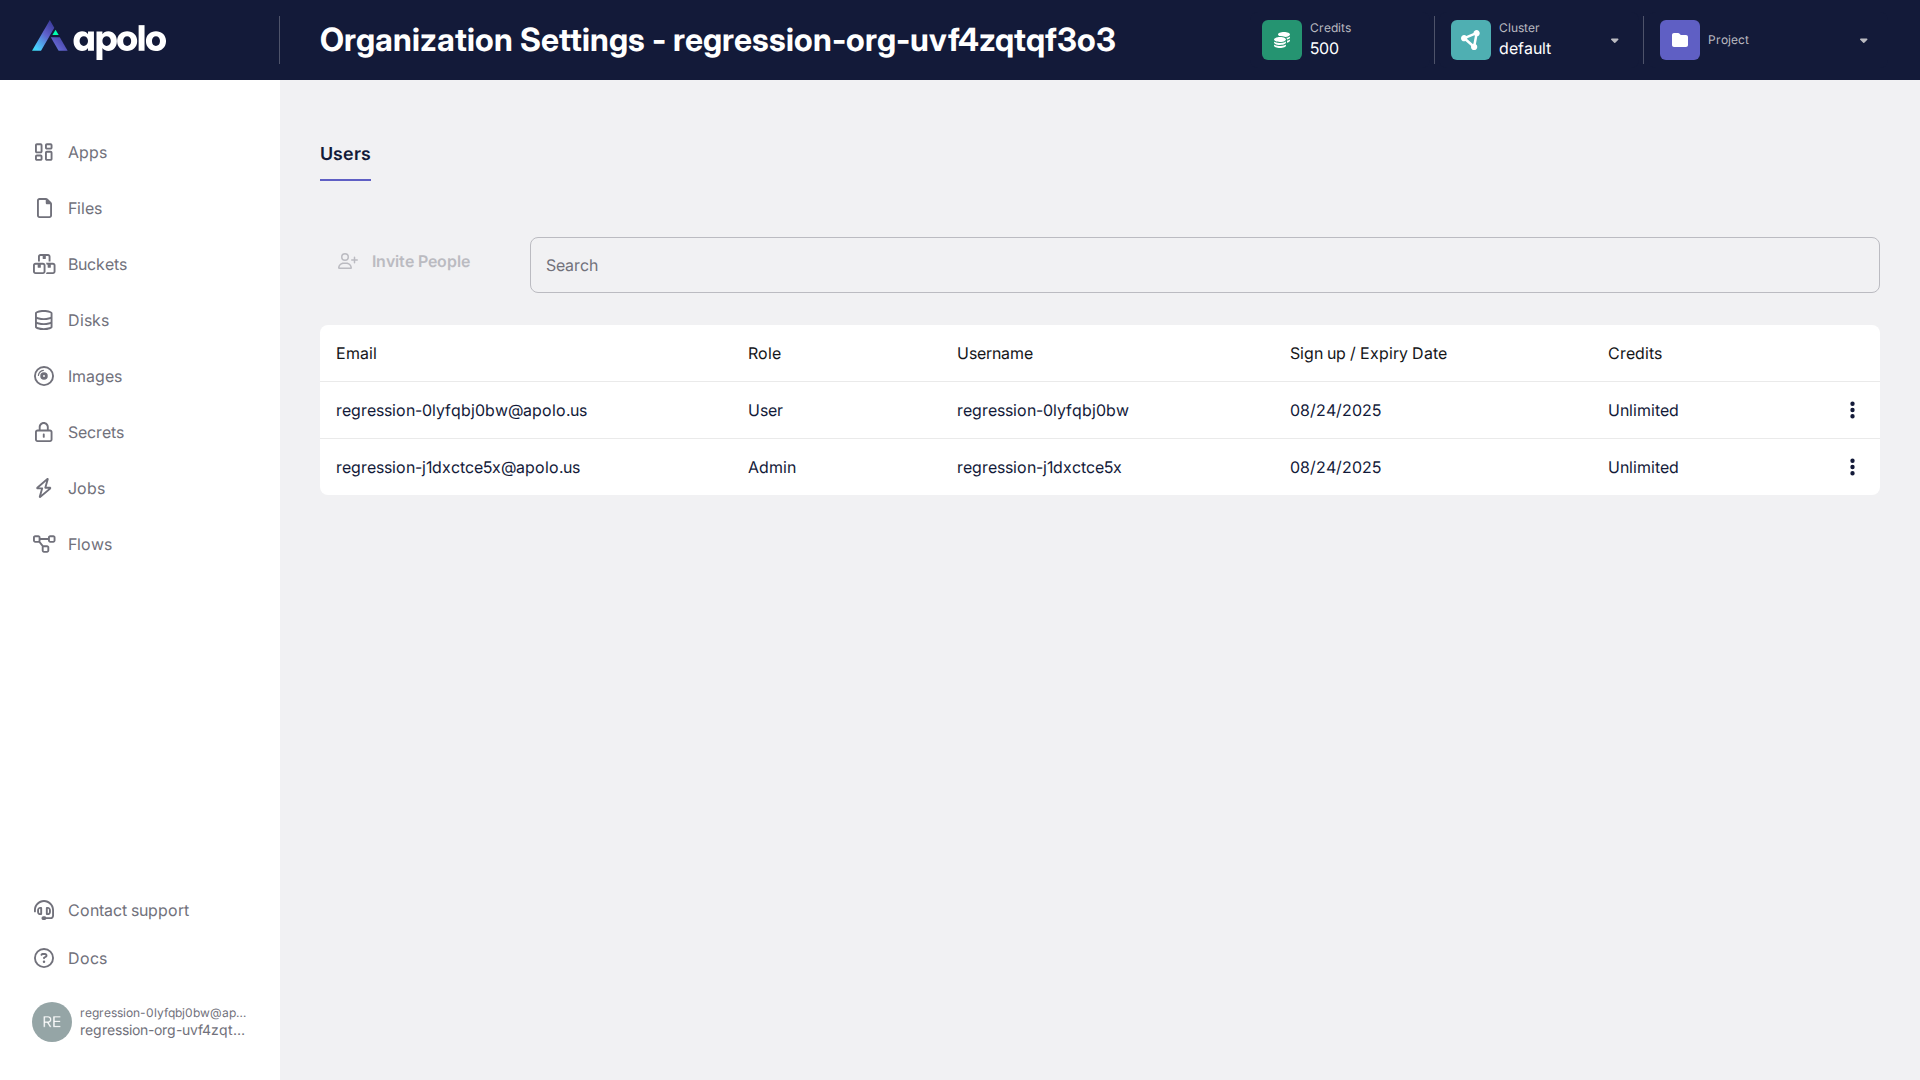 apolo
Organization Settings - regression-org-uvf4zqtqf3o3
Credits
500
Cluster
default
Project
Apps
Files
Buckets
Disks
Images
Secrets
Jobs
Flows
Contact support
Docs
RE
regression-0lyfqbj0bw@ap...
regression-org-uvf4zqt...
Users
Invite People
Search
Email Role Username Sign up / Expiry Date Credits
regression-0lyfqbj0bw@apolo.us User regression-0lyfqbj0bw 08/24/2025 Unlimited
regression-j1dxctce5x@apolo.us Admin regression-j1dxctce5x 08/24/2025 Unlimited